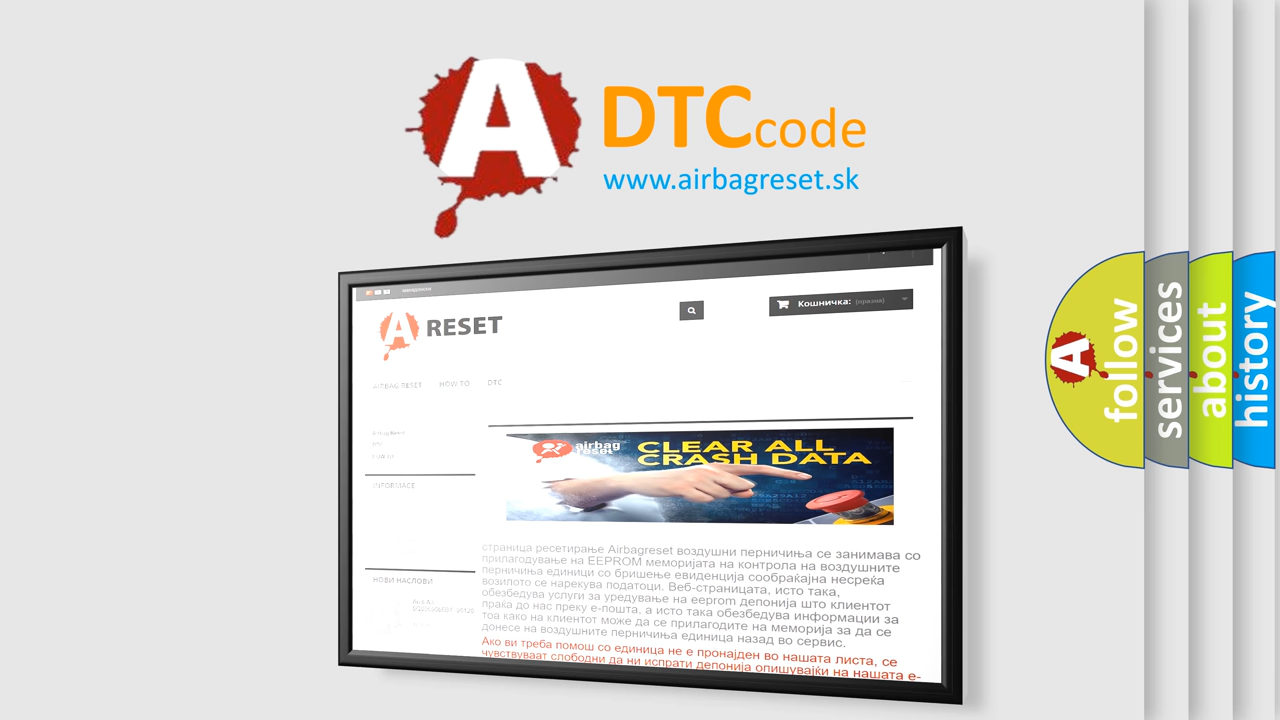 A
DTCcode
www.airbagreset.sk
Кошничка: (празна)
A RESET
AIRBAG RESET HOW TO DTC
airbag reset
CLEAR ALL
CRASH DATA
INFORMACE
страница ресетирање Airbagreset воздушни перничиња се занимава со
прилагодување на EEPROM меморијата на контрола на воздушните
перничиња единици со бришење евиденција сообраќајна несреќа
возилото се нарекува податоци. Веб-страницата, исто така,
обезбедува услуги за уредување на eeprom депонија што клиентот
праќа до нас преку е-пошта, а исто така обезбедува информации за
тоа како на клиентот може да се прилагодите на меморија за да се
донесе на воздушните перничиња единица назад во сервис.
НОВИ НАСЛОВИ
Ако ви треба помош со единица не е пронајден во нашата листа, се
чувствуваат слободни да ни испрати депонија опишувајќи на нашата е-
A
follow
services
about
history